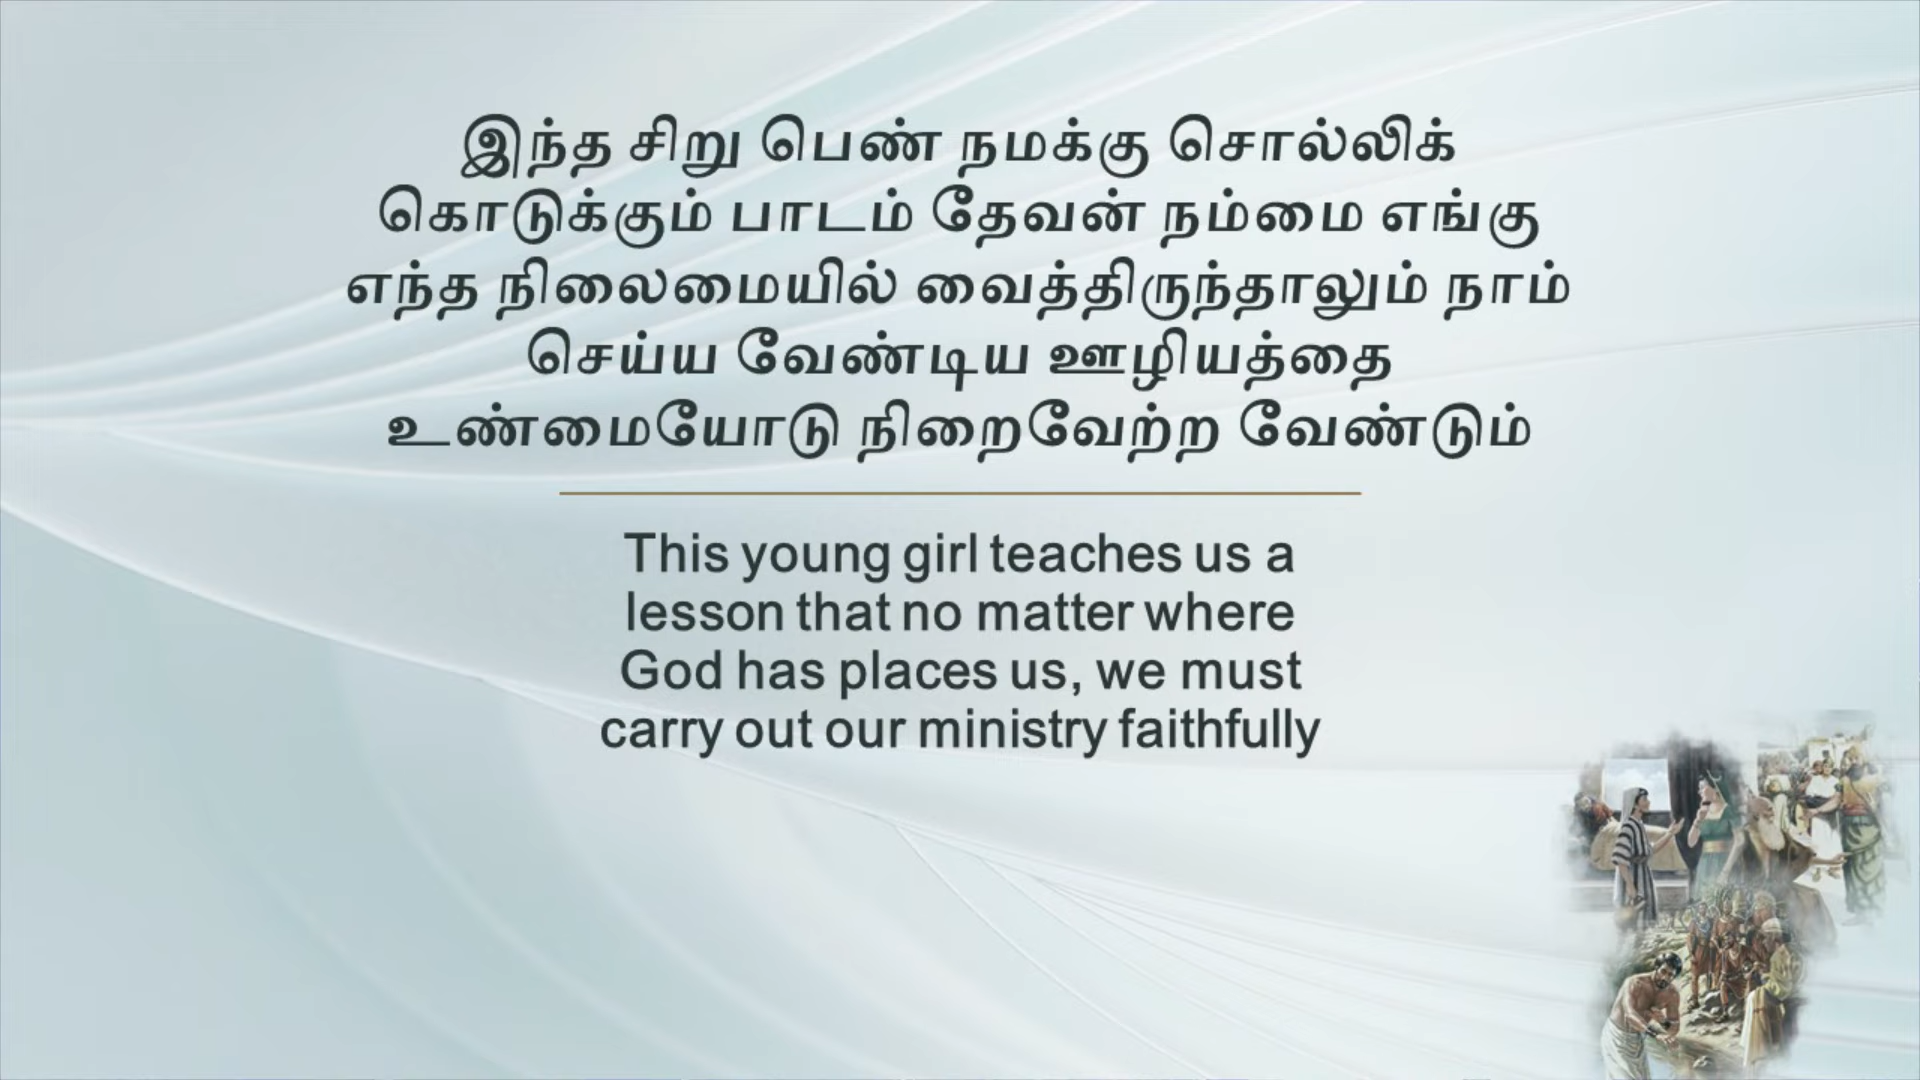 இந்த சிறு பெண் நமக்கு சொல்லிக்
கொடுக்கும் பாடம் தேவன் நம்மை எங்கு
எந்த நிலைமையில் வைத்திருந்தாலும் நாம்
செய்ய வேண்டிய ஊழியத்தை
உண்மையோடு நிறைவேற்ற வேண்டும்
This young girl teaches us a
lesson that no matter where
God has places us, we must
carry out our ministry faithfully